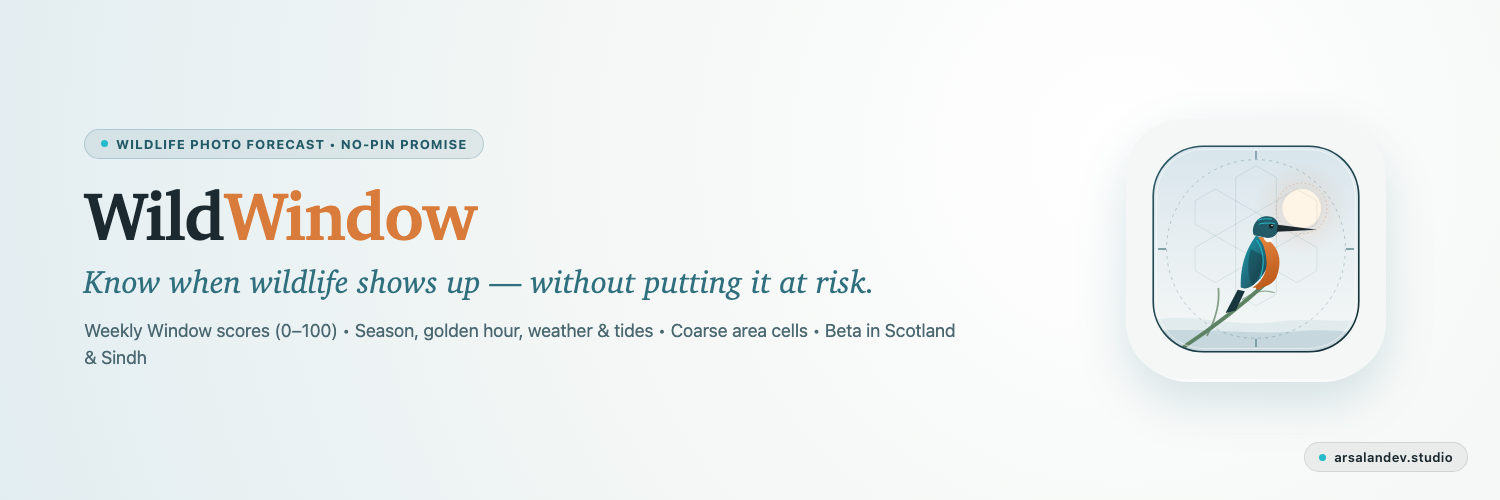 WILDLIFE PHOTO FORECAST • NO-PIN PROMISE
WildWindow
Know when wildlife shows up — without putting it at risk.
Weekly Window scores (0–100) • Season, golden hour, weather & tides • Coarse area cells • Beta in Scotland
& Sindh
arsalandev.studio